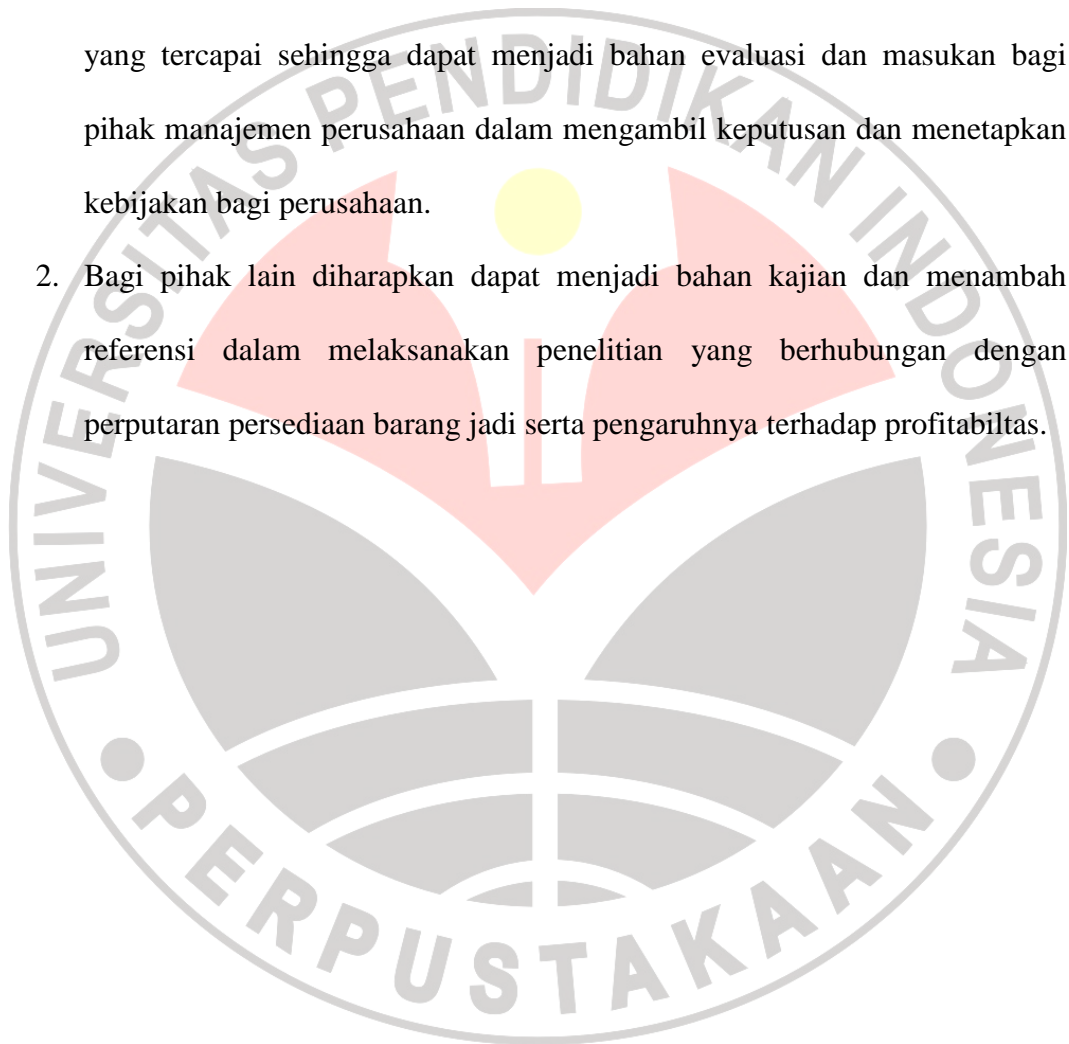 yang tercapai sehingga dapat menjadi bahan evaluasi dan masukan bagi
pihak manajemen perusahaan dalam mengambil keputusan dan menetapkan
kebijakan bagi perusahaan.
2. Bagi pihak lain diharapkan dapat menjadi bahan kajian dan menambah
referensi dalam melaksanakan penelitian yang berhubungan dengan
perputaran persediaan barang jadi serta pengaruhnya terhadap profitabiltas.
UNIVERSITAS PENDIDIKAN INDONESIA
PERPUSTAKAAN